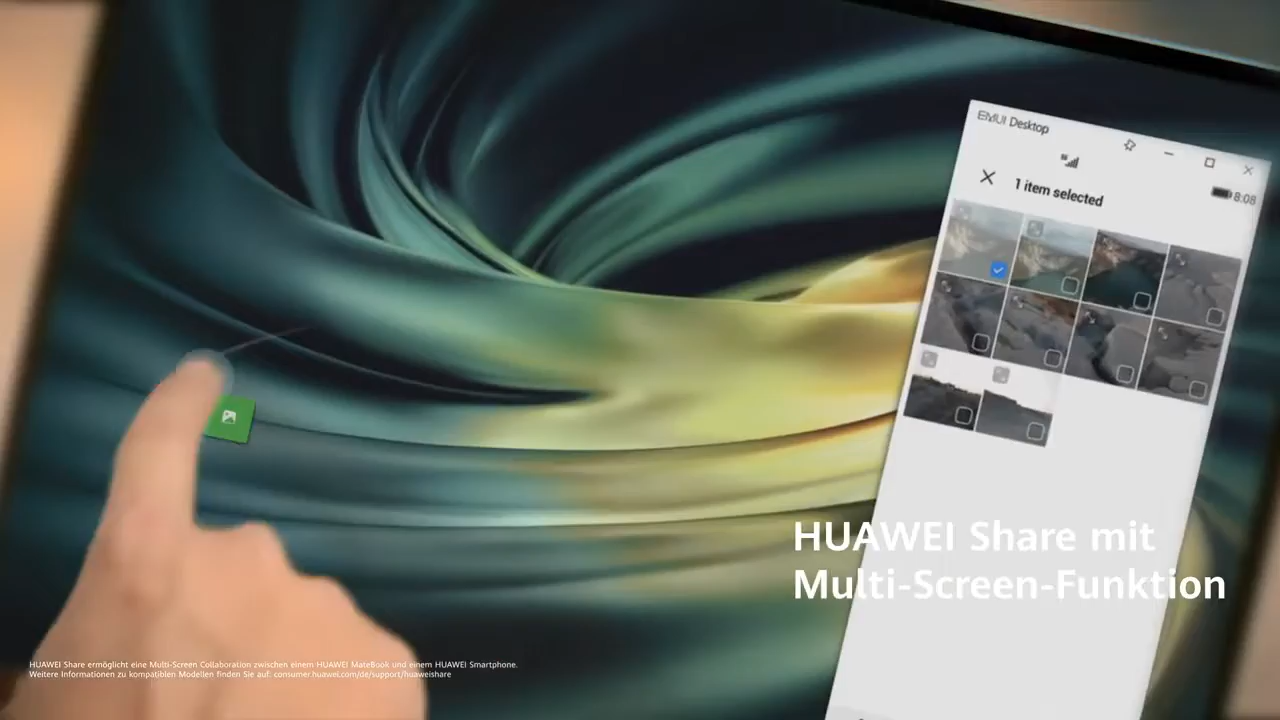 EMUI Desktop
8:08
1 item selected
HUAWEI Share mit
Multi-Screen-Funktion
HUAWEI Share ermöglicht eine Multi-Screen Collaboration zwischen einem HUAWEI MateBook und einem HUAWEI Smartphone.
Weitere Informationen zu kompatiblen Modellen finden Sie auf: consumer.huawei.com/de/support/huaweishare